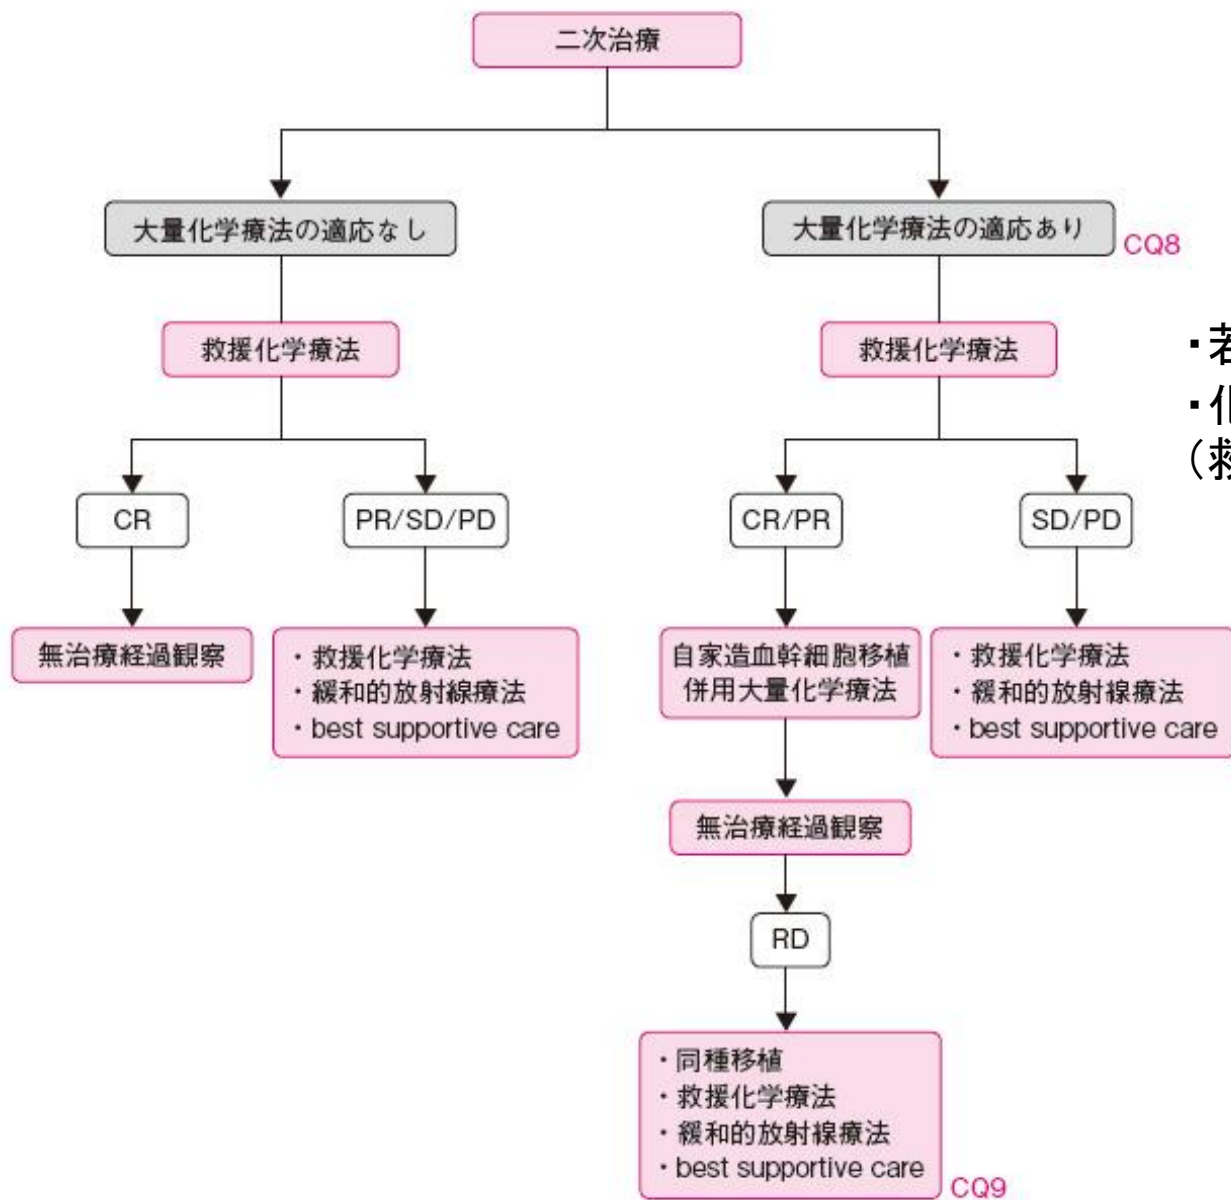 二次治療
大量化学療法の適応なし
大量化学療法の適応あり
CQ8
救援化学療法
救援化学療法
・若
（救
CR
PR/SD/PD
CR/PR
SD/PD
無治療経過観察
・救援化学療法
・緩和的放射線療法
・best supportive care
自家造血幹細胞移植
併用大量化学療法
・救援化学療法
・緩和的放射線療法
・best supportive care
無治療経過観察
RD
・同種移植
・救援化学療法
・緩和的放射線療法
・best supportive care
CQ9